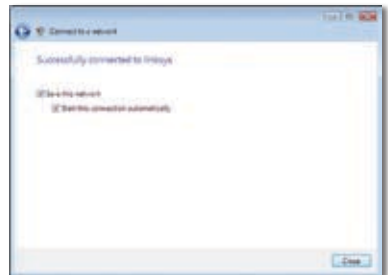 Connect to a network
Successfully connected to linksys
Save this network
Start this connection automatically
Close